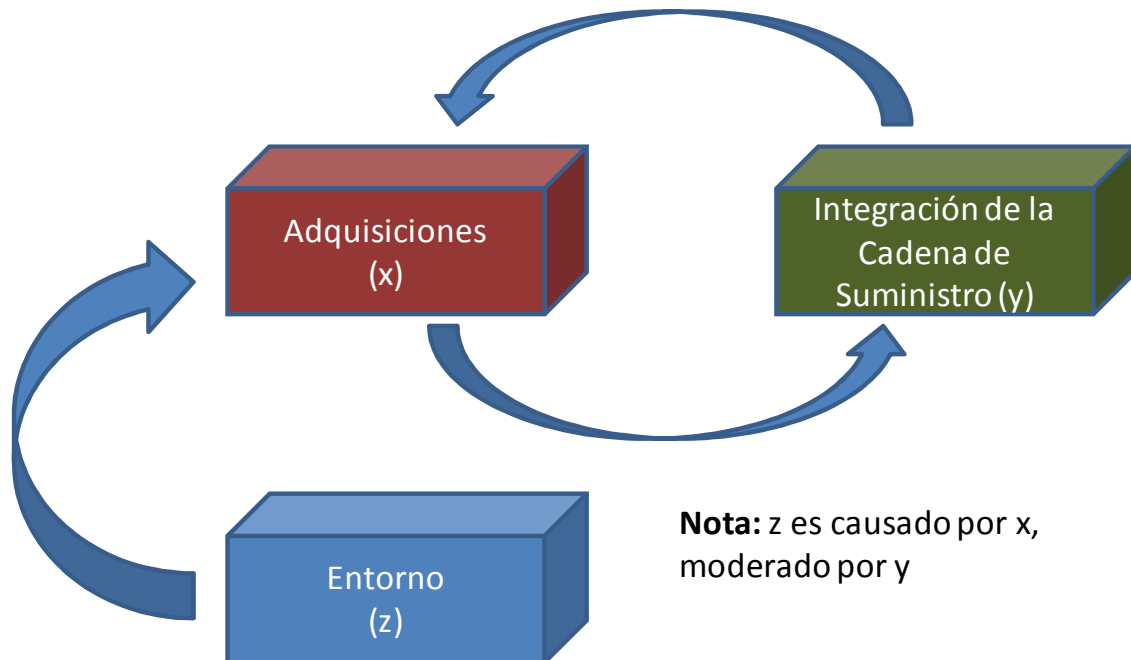 Adquisiciones
(x)
Integración de la
Cadena de
Suministro (y)
Entorno
(z)
Nota: z es causado por x,
moderado por y